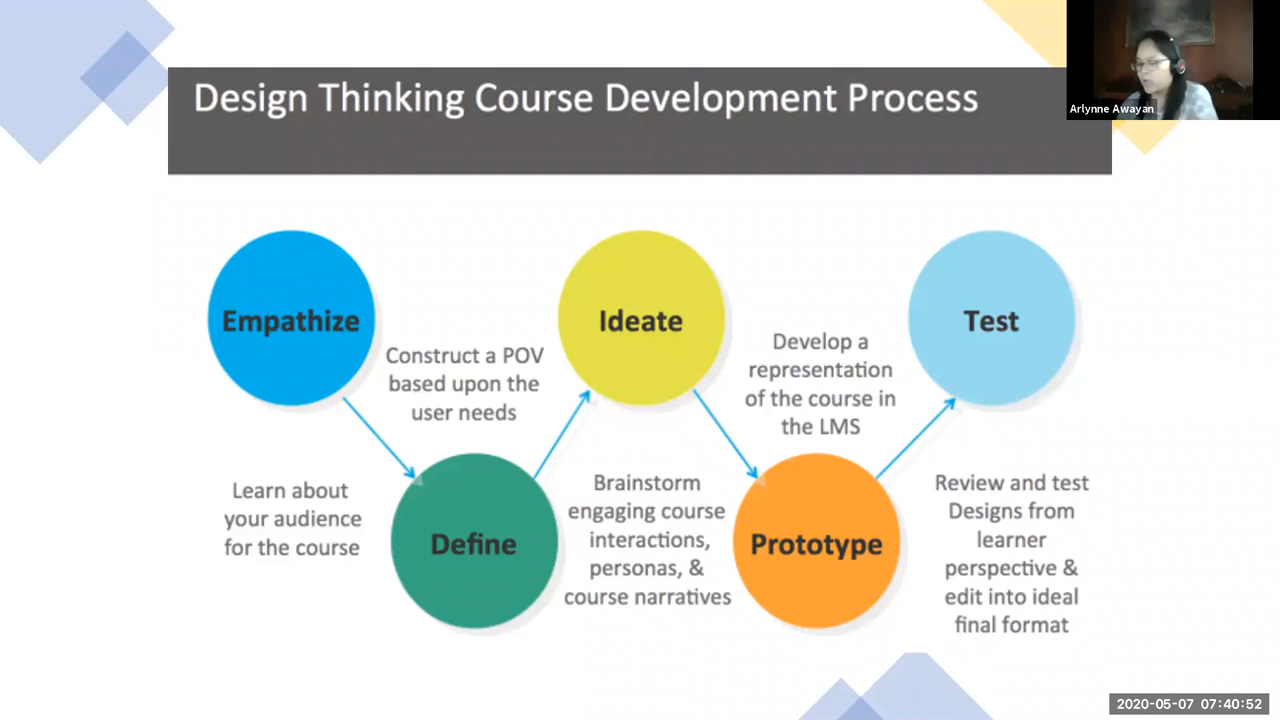 Design Thinking Course Development Process
Arlynne Awayan
Empathize
Learn about
your audience
for the course
Construct a POV
based upon the
user needs
Define
Ideate
Brainstorm
engaging course
interactions,
personas, &
course narratives
Develop a
representation
of the course in
the LMS
Prototype
Test
Review and test
Designs from
learner
perspective &
edit into ideal
final format
2020-05-07 07:40:52